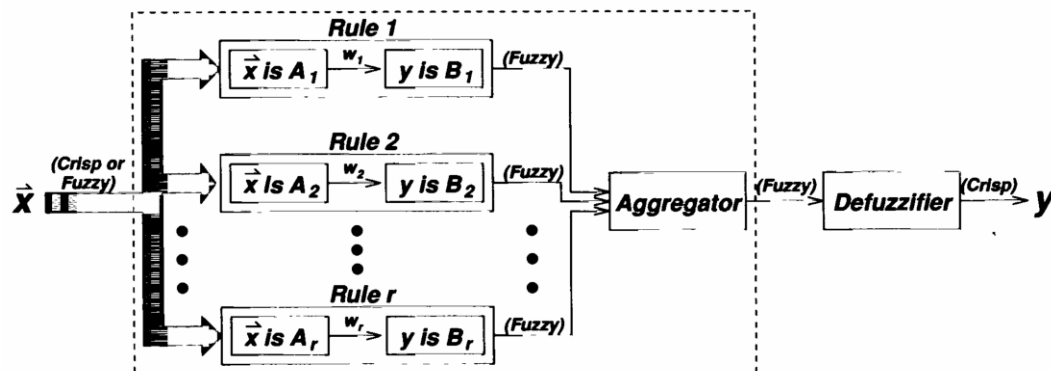 Rule 1
x is A1 w1 y is B1 (Fuzzy)
Rule 2
x is A2 w2 y is B2 (Fuzzy)
(Crisp or
Fuzzy)
x
Aggregator (Fuzzy) Defuzzifier (Crisp) y
Rule r
x is Ar wr y is Br (Fuzzy)